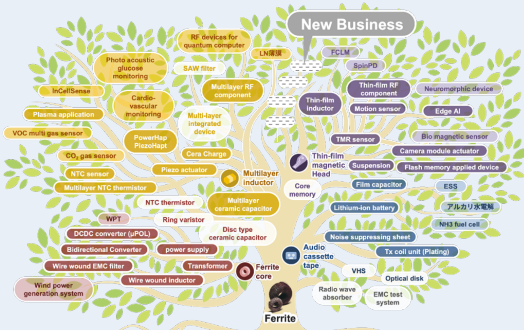 New Business
RF devices for
quantum computer
LN薄膜
FCLM
SpinPD
Photo acoustic
glucose
monitoring
SAW filter
Multilayer RF
component
Thin-film RF
component
Neuromorphic device
InCellSense
Cardio-
vascular
monitoring
Thin-film
Inductor
Motion sensor
Edge AI
Plasma application
Multi-layer
integrated
device
VOC multi gas sensor
PowerHap
PiezoHapt
TMR sensor
Bio magnetic sensor
CO₂ gas sensor
Cera Charge
Camera module actuator
NTC sensor
Piezo actuator
Thin-film
magnetic
Head
Suspension
Flash memory applied device
Multilayer NTC thermistor
Multilayer
inductor
Core
memory
Film capacitor
ESS
NTC thermistor
Multilayer
ceramic capacitor
Lithium-Ion battery
アルカリ水電解
WPT
Ring varistor
NH3 fuel cell
DCDC converter (μPOL)
Disc type
ceramic capacitor
Noise suppressing sheet
Bidirectional Converter
power supply
Audio
cassette
tape
Tx coil unit (Plating)
Wire wound EMC filter
Transformer
Ferrite
core
VHS
Optical disk
Wind power
generation system
Wire wound inductor
Radio wave
absorber
EMC test
system
Ferrite